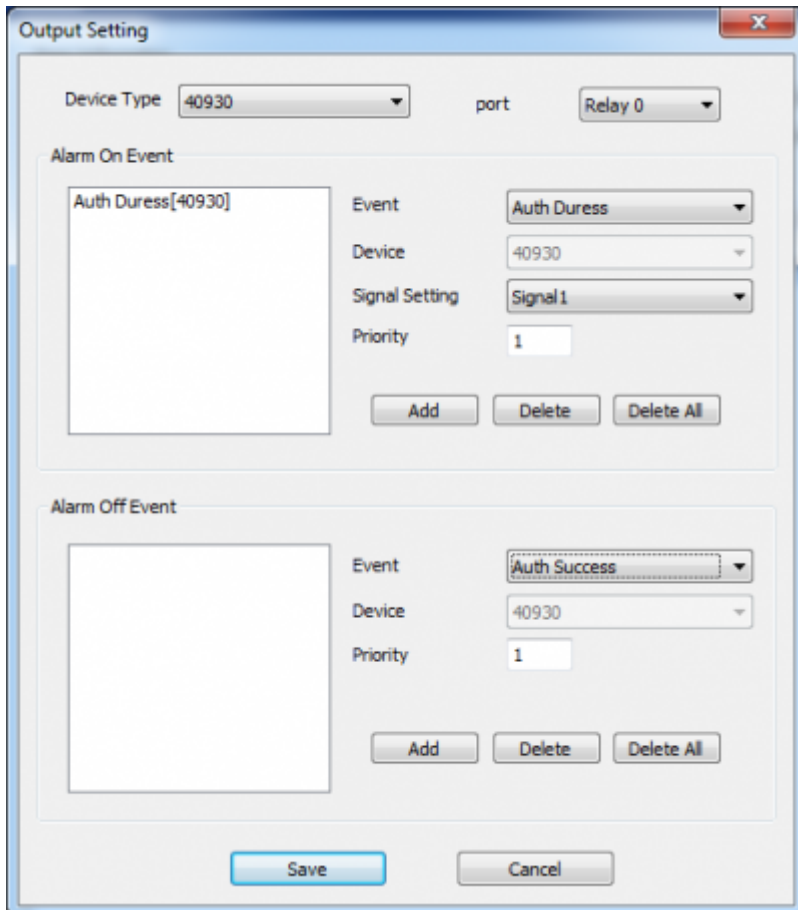 Output Setting
Device Type 40930 port Relay 0
Alarm On Event
Auth Duress[40930]
Event Auth Duress
Device 40930
Signal Setting Signal1
Priority 1
Add Delete Delete All
Alarm Off Event
Event Auth Success
Device 40930
Priority 1
Add Delete Delete All
Save Cancel